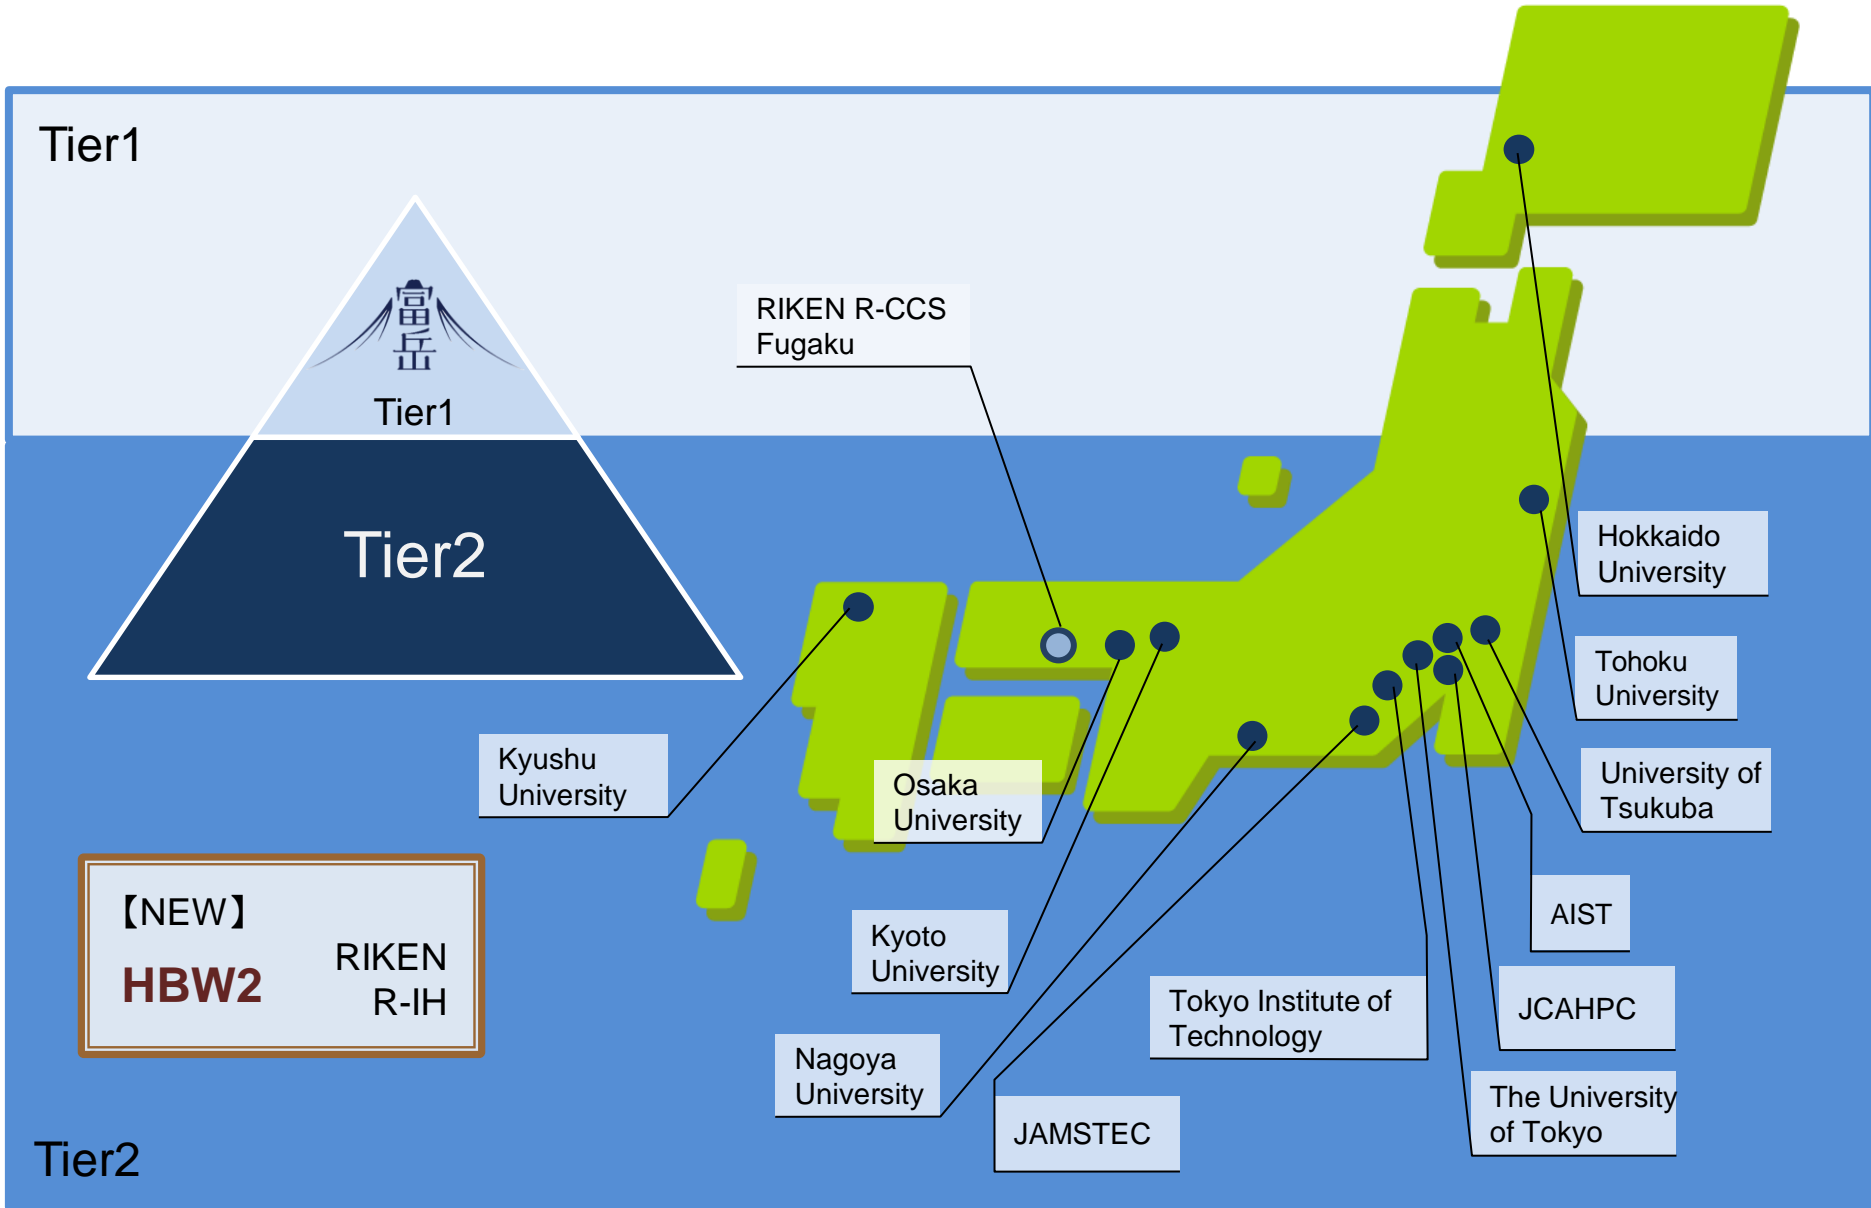 Tier1
富
岳
Tier1
Tier2
RIKEN R-CCS
Fugaku
Hokkaido
University
Tohoku
University
Kyushu
University
Osaka
University
University of
Tsukuba
AIST
Kyoto
University
Tokyo Institute of
Technology
JCAHPC
Nagoya
University
JAMSTEC
The University
of Tokyo
【NEW】
HBW2
RIKEN
R-IH
Tier2